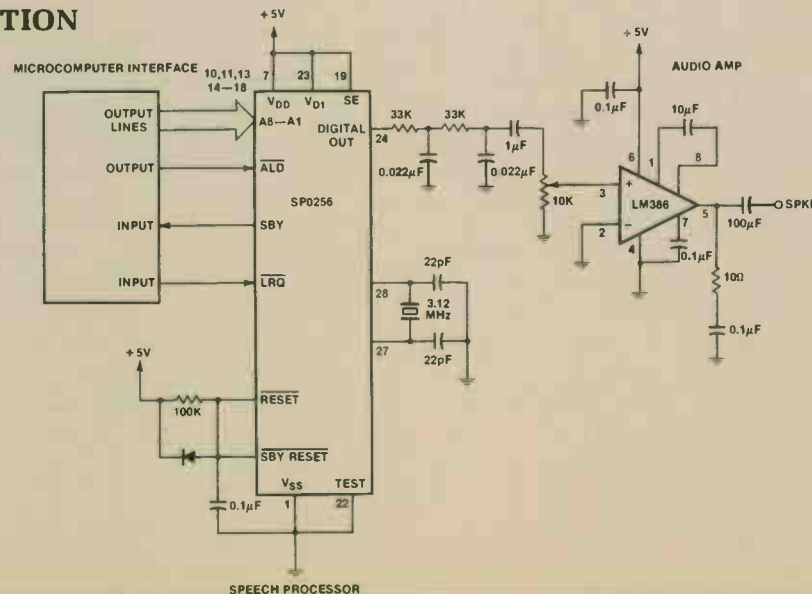 TION
MICROCOMPUTER INTERFACE
OUTPUT
LINES
OUTPUT
INPUT
INPUT
10,11,13
14—18
+5V
7
23
19
VDD
VD1
SE
A8—A1
DIGITAL
OUT
24
ALD
SP0256
SBY
LRQ
28
27
RESET
SBY RESET
VSS
TEST
1
22
+5V
100K
0.1µF
SPEECH PROCESSOR
33K
33K
0.022µF
0.022µF
1µF
10K
22pF
3.12
MHz
22pF
+5V
AUDIO AMP
0.1µF
10µF
6
1
8
3
+
LM386
5
2
−
7
4
0.1µF
100µF
10Ω
0.1µF